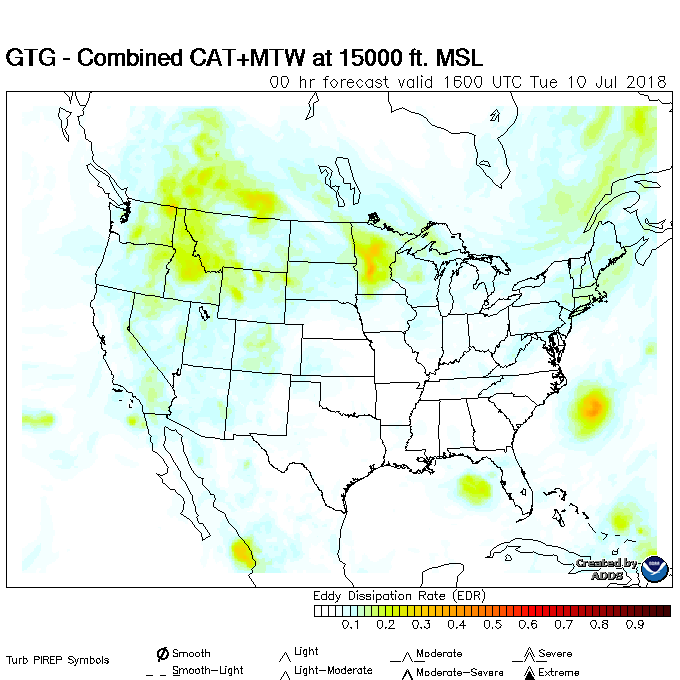 GTG - Combined CAT+MTW at 15000 ft. MSL
00 hr forecast valid 1600 UTC Tue 10 Jul 2018
Created by
ADDS
Eddy Dissipation Rate (EDR)
0.1 0.2 0.3 0.4 0.5 0.6 0.7 0.8 0.9
Turb PIREP Symbols
Smooth Light Moderate Severe
Smooth-Light Light-Moderate Moderate-Severe Extreme